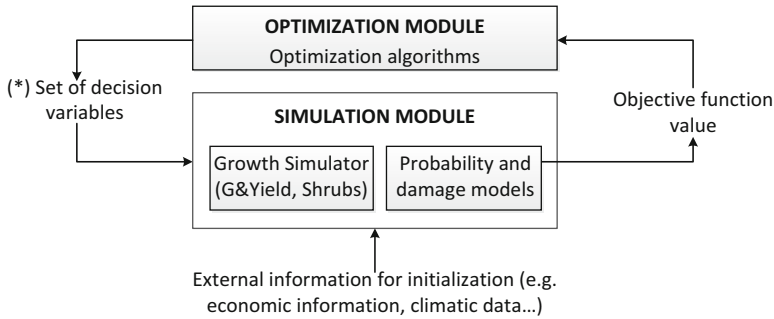 OPTIMIZATION MODULE
Optimization algorithms
(*) Set of decision
variables
Objective function
value
SIMULATION MODULE
Growth Simulator
(G&Yield, Shrubs)
Probability and
damage models
External information for initialization (e.g.
economic information, climatic data…)